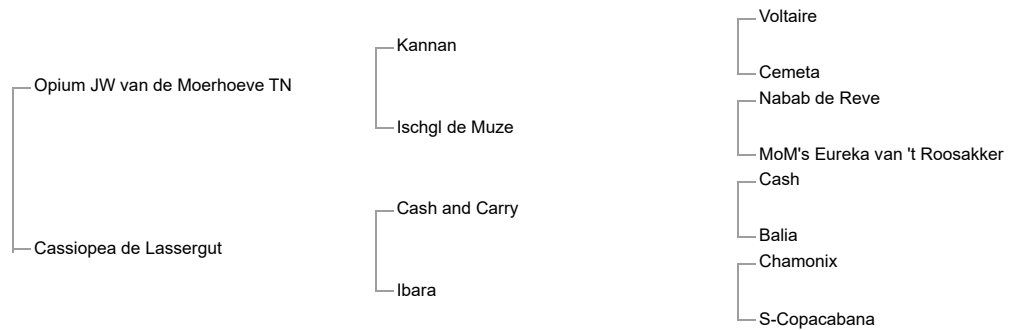 Voltaire
Kannan
Cemeta
Opium JW van de Moerhoeve TN
Nabab de Reve
Ischgl de Muze
MoM's Eureka van 't Roosakker
Cash
Cash and Carry
Balia
Cassiopea de Lassergut
Chamonix
Ibara
S-Copacabana